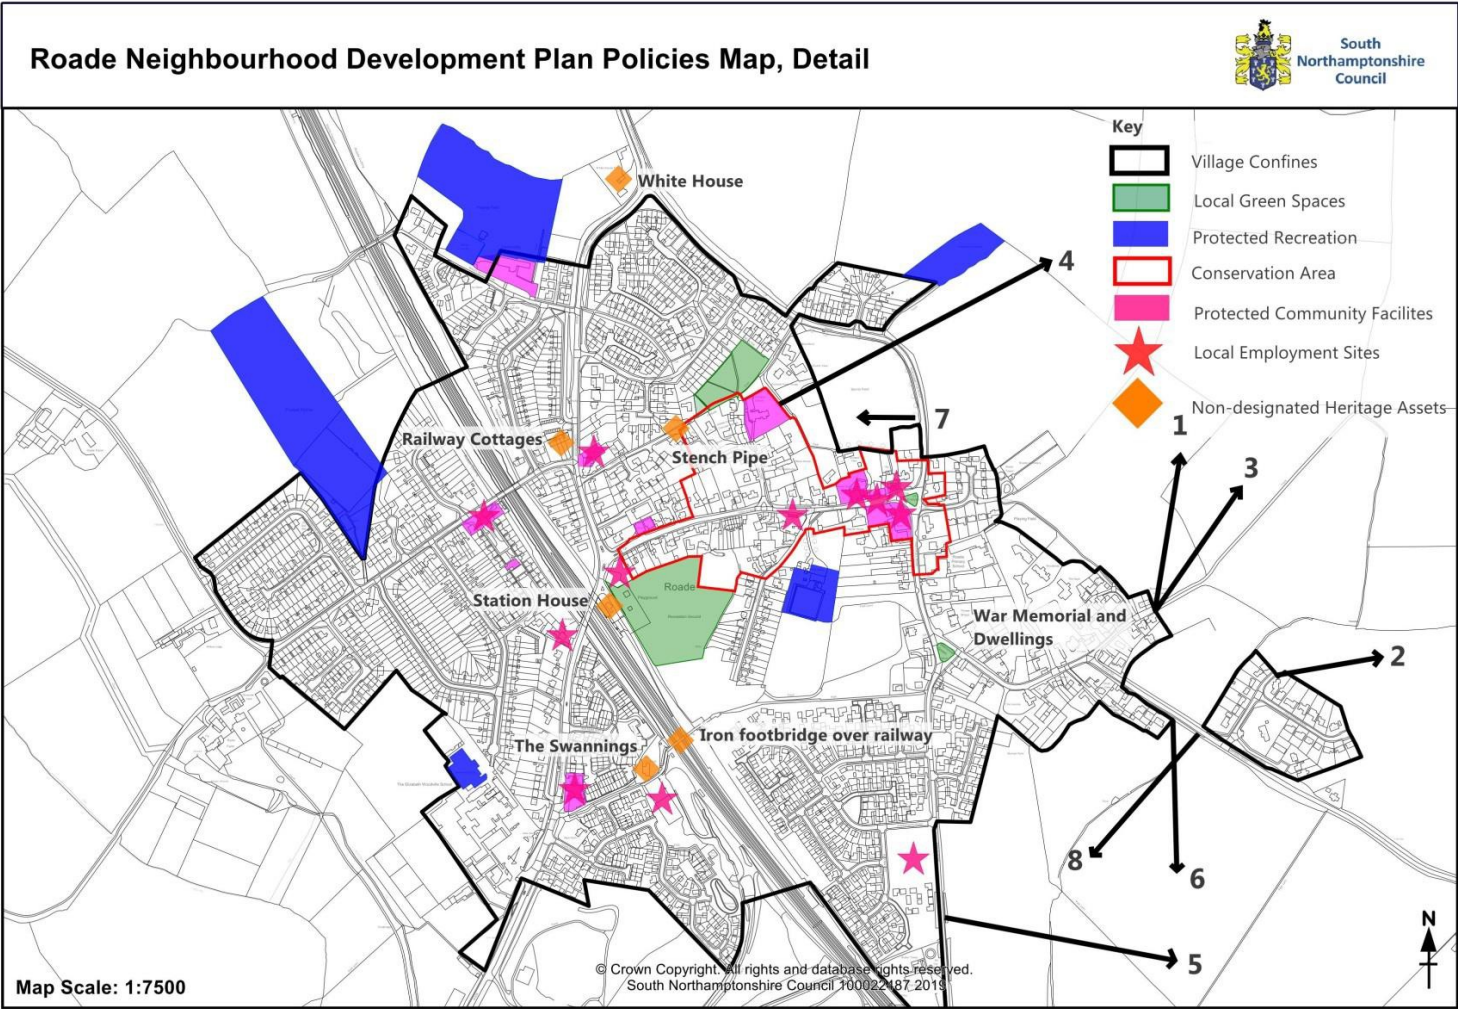 Roade Neighbourhood Development Plan Policies Map, Detail
South
Northamptonshire
Council
Key
Village Confines
Local Green Spaces
Protected Recreation
Conservation Area
Protected Community Facilites
Local Employment Sites
Non-designated Heritage Assets
White House
4
7
1
3
Railway Cottages
Stench Pipe
Roade
Station House
War Memorial and
Dwellings
2
Iron footbridge over railway
The Swannings
8
6
5
N
© Crown Copyright. All rights and database rights reserved.
South Northamptonshire Council 100022487 2019
Map Scale: 1:7500